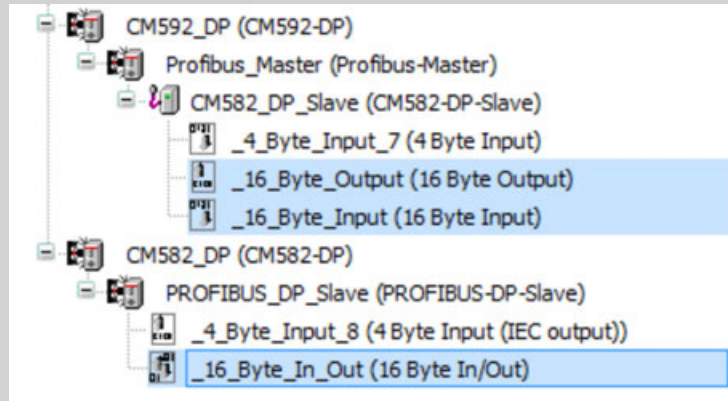 CM592_DP (CM592-DP)
Profibus_Master (Profibus-Master)
CM582_DP_Slave (CM582-DP-Slave)
_4_Byte_Input_7 (4 Byte Input)
_16_Byte_Output (16 Byte Output)
_16_Byte_Input (16 Byte Input)
CM582_DP (CM582-DP)
PROFIBUS_DP_Slave (PROFIBUS-DP-Slave)
_4_Byte_Input_8 (4 Byte Input (IEC output))
_16_Byte_In_Out (16 Byte In/Out)